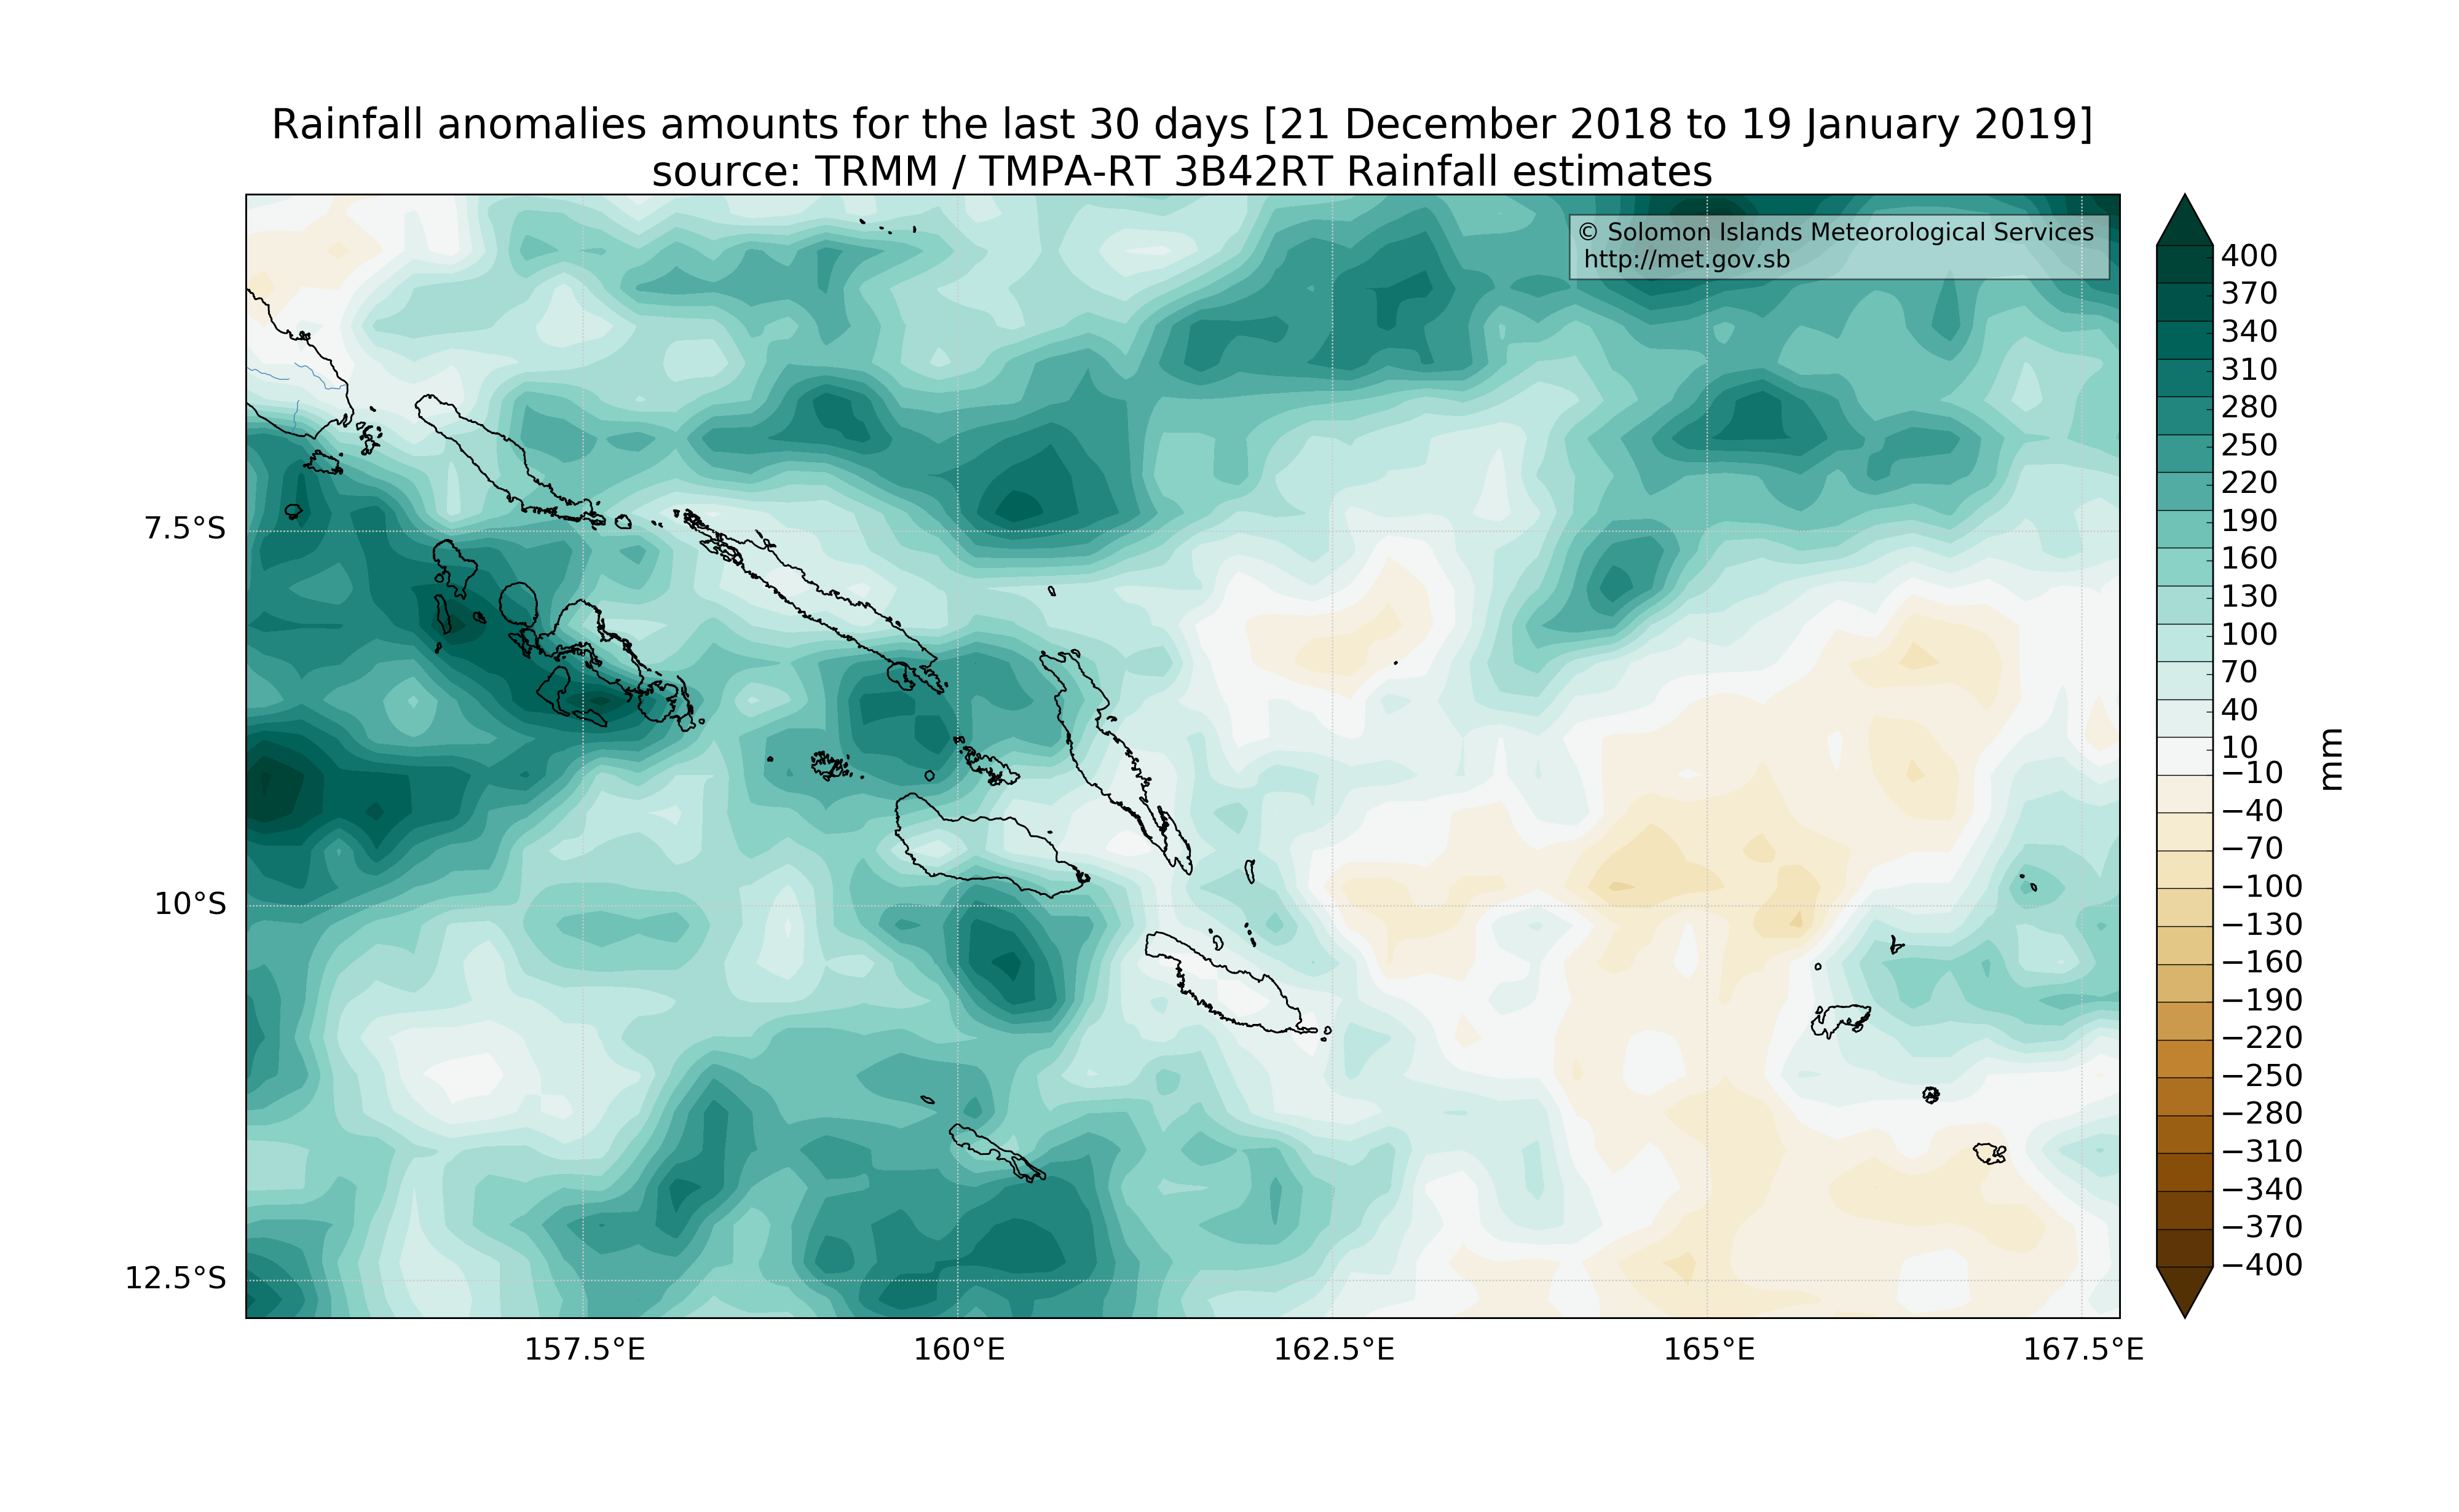 Rainfall anomalies amounts for the last 30 days [21 December 2018 to 19 January 2019]
source: TRMM / TMPA-RT 3B42RT Rainfall estimates
© Solomon Islands Meteorological Services
http://met.gov.sb
7.5°S
10°S
12.5°S
157.5°E
160°E
162.5°E
165°E
167.5°E
400
370
340
310
280
250
220
190
160
130
100
70
40
10
−10
−40
−70
−100
−130
−160
−190
−220
−250
−280
−310
−340
−370
−400
mm